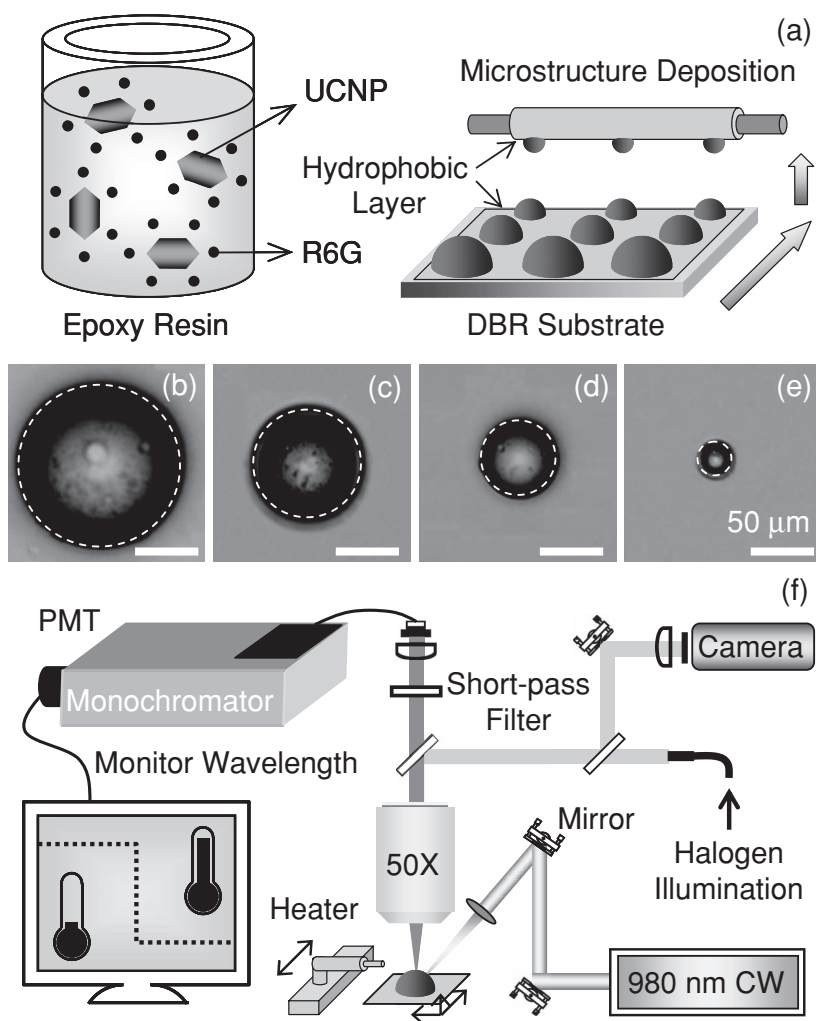 (a)
UCNP
Microstructure Deposition
Hydrophobic
Layer
R6G
Epoxy Resin
DBR Substrate
(b)
(c)
(d)
(e)
50 μm
(f)
PMT
Monochromator
Short-pass
Filter
Camera
Monitor Wavelength
50X
Mirror
Halogen
Illumination
Heater
980 nm CW